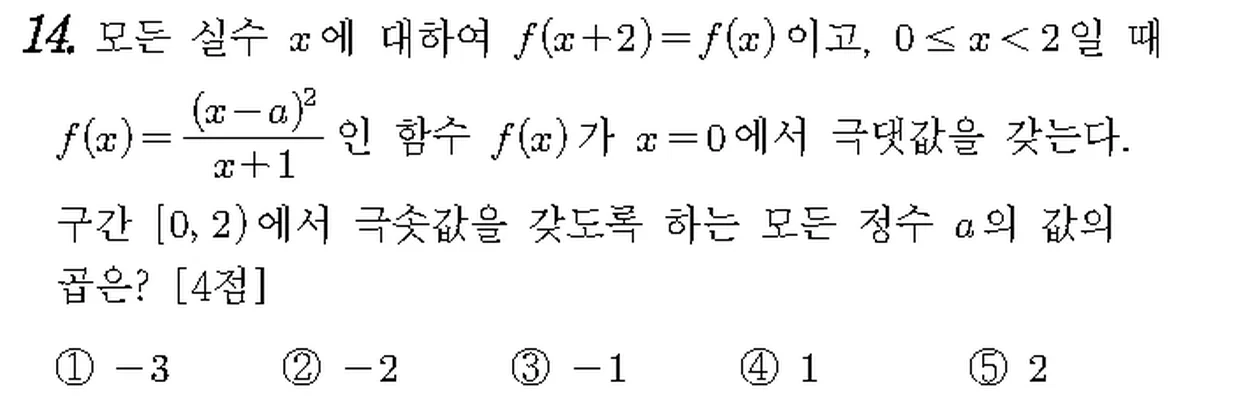 14. 모든 실수 x에 대하여 f(x+2)=f(x)이고, 0≤x<2일 때
f(x)=\frac{(x-a)^2}{x+1}인 함수 f(x)가 x=0에서 극댓값을 갖는다.
구간 [0, 2)에서 극솟값을 갖도록 하는 모든 정수 a의 값의
곱은? [4점]
① -3 ② -2 ③ -1 ④ 1 ⑤ 2